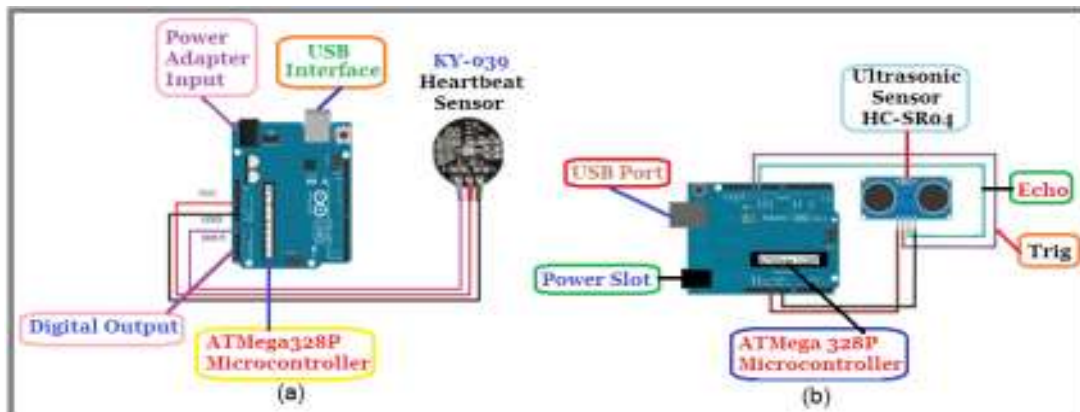 Power
Adapter
Input
USB
Interface
KY-039
Heartbeat
Sensor
Digital Output
ATMega328P
Microcontroller
(a)
Ultrasonic
Sensor
HC-SR04
USB Port
Echo
Trig
Power Slot
ATMega 328P
Microcontroller
(b)